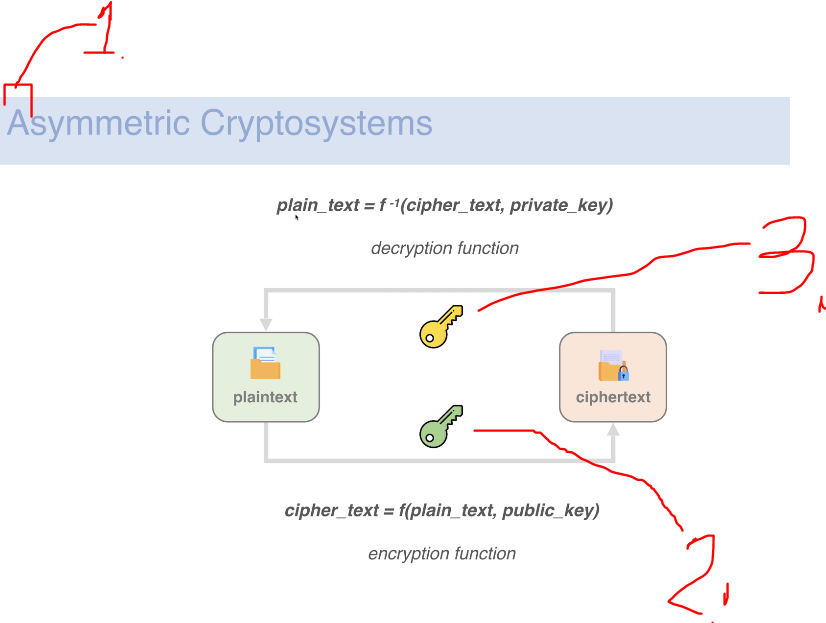 1.
Asymmetric Cryptosystems
plain_text = f -1(cipher_text, private_key)
decryption function
3
plaintext
ciphertext
cipher_text = f(plain_text, public_key)
encryption function
2